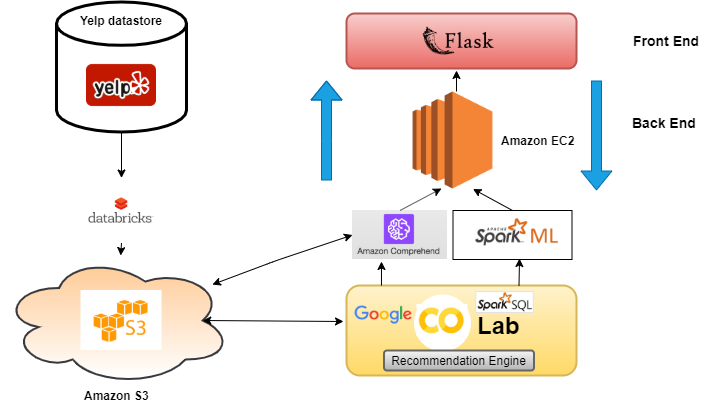 Yelp datastore
yelp
databricks
S3
Amazon S3
Flask
Front End
Back End
Amazon EC2
Amazon Comprehend
APACHE
Spark ML
Google
CO
Lab
Spark SQL
Recommendation Engine